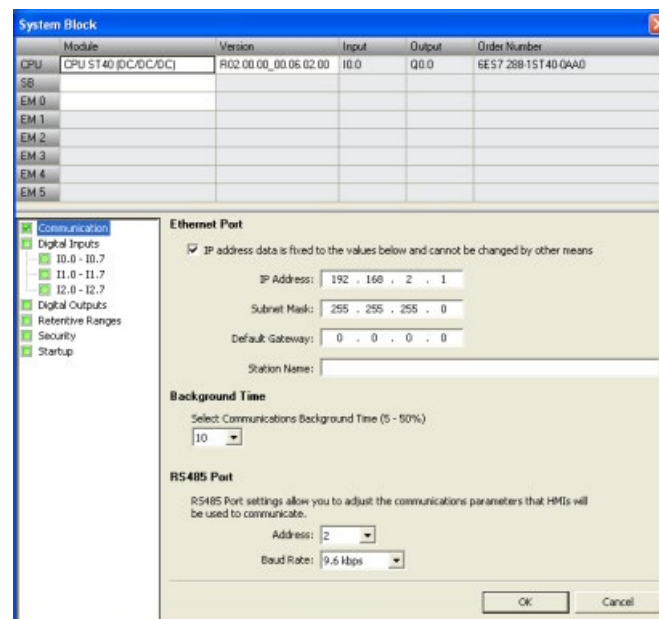 System Block
Module Version Input Output Order Number
CPU CPU ST40 (DC/DC/DC) R02.00.00_00.06.02.00 I0.0 Q0.0 6ES7 288-1ST40-0AA0
SB
EM 0
EM 1
EM 2
EM 3
EM 4
EM 5
Communication
Digital Inputs
I0.0 - I0.7
I1.0 - I1.7
I2.0 - I2.7
Digital Outputs
Retentive Ranges
Security
Startup
Ethernet Port
IP address data is fixed to the values below and cannot be changed by other means
IP Address: 192 . 168 . 2 . 1
Subnet Mask: 255 . 255 . 255 . 0
Default Gateway: 0 . 0 . 0 . 0
Station Name:
Background Time
Select Communications Background Time (5 - 50%)
10
RS485 Port
RS485 Port settings allow you to adjust the communications parameters that HMIs will
be used to communicate.
Address: 2
Baud Rate: 9.6 kbps
OK Cancel